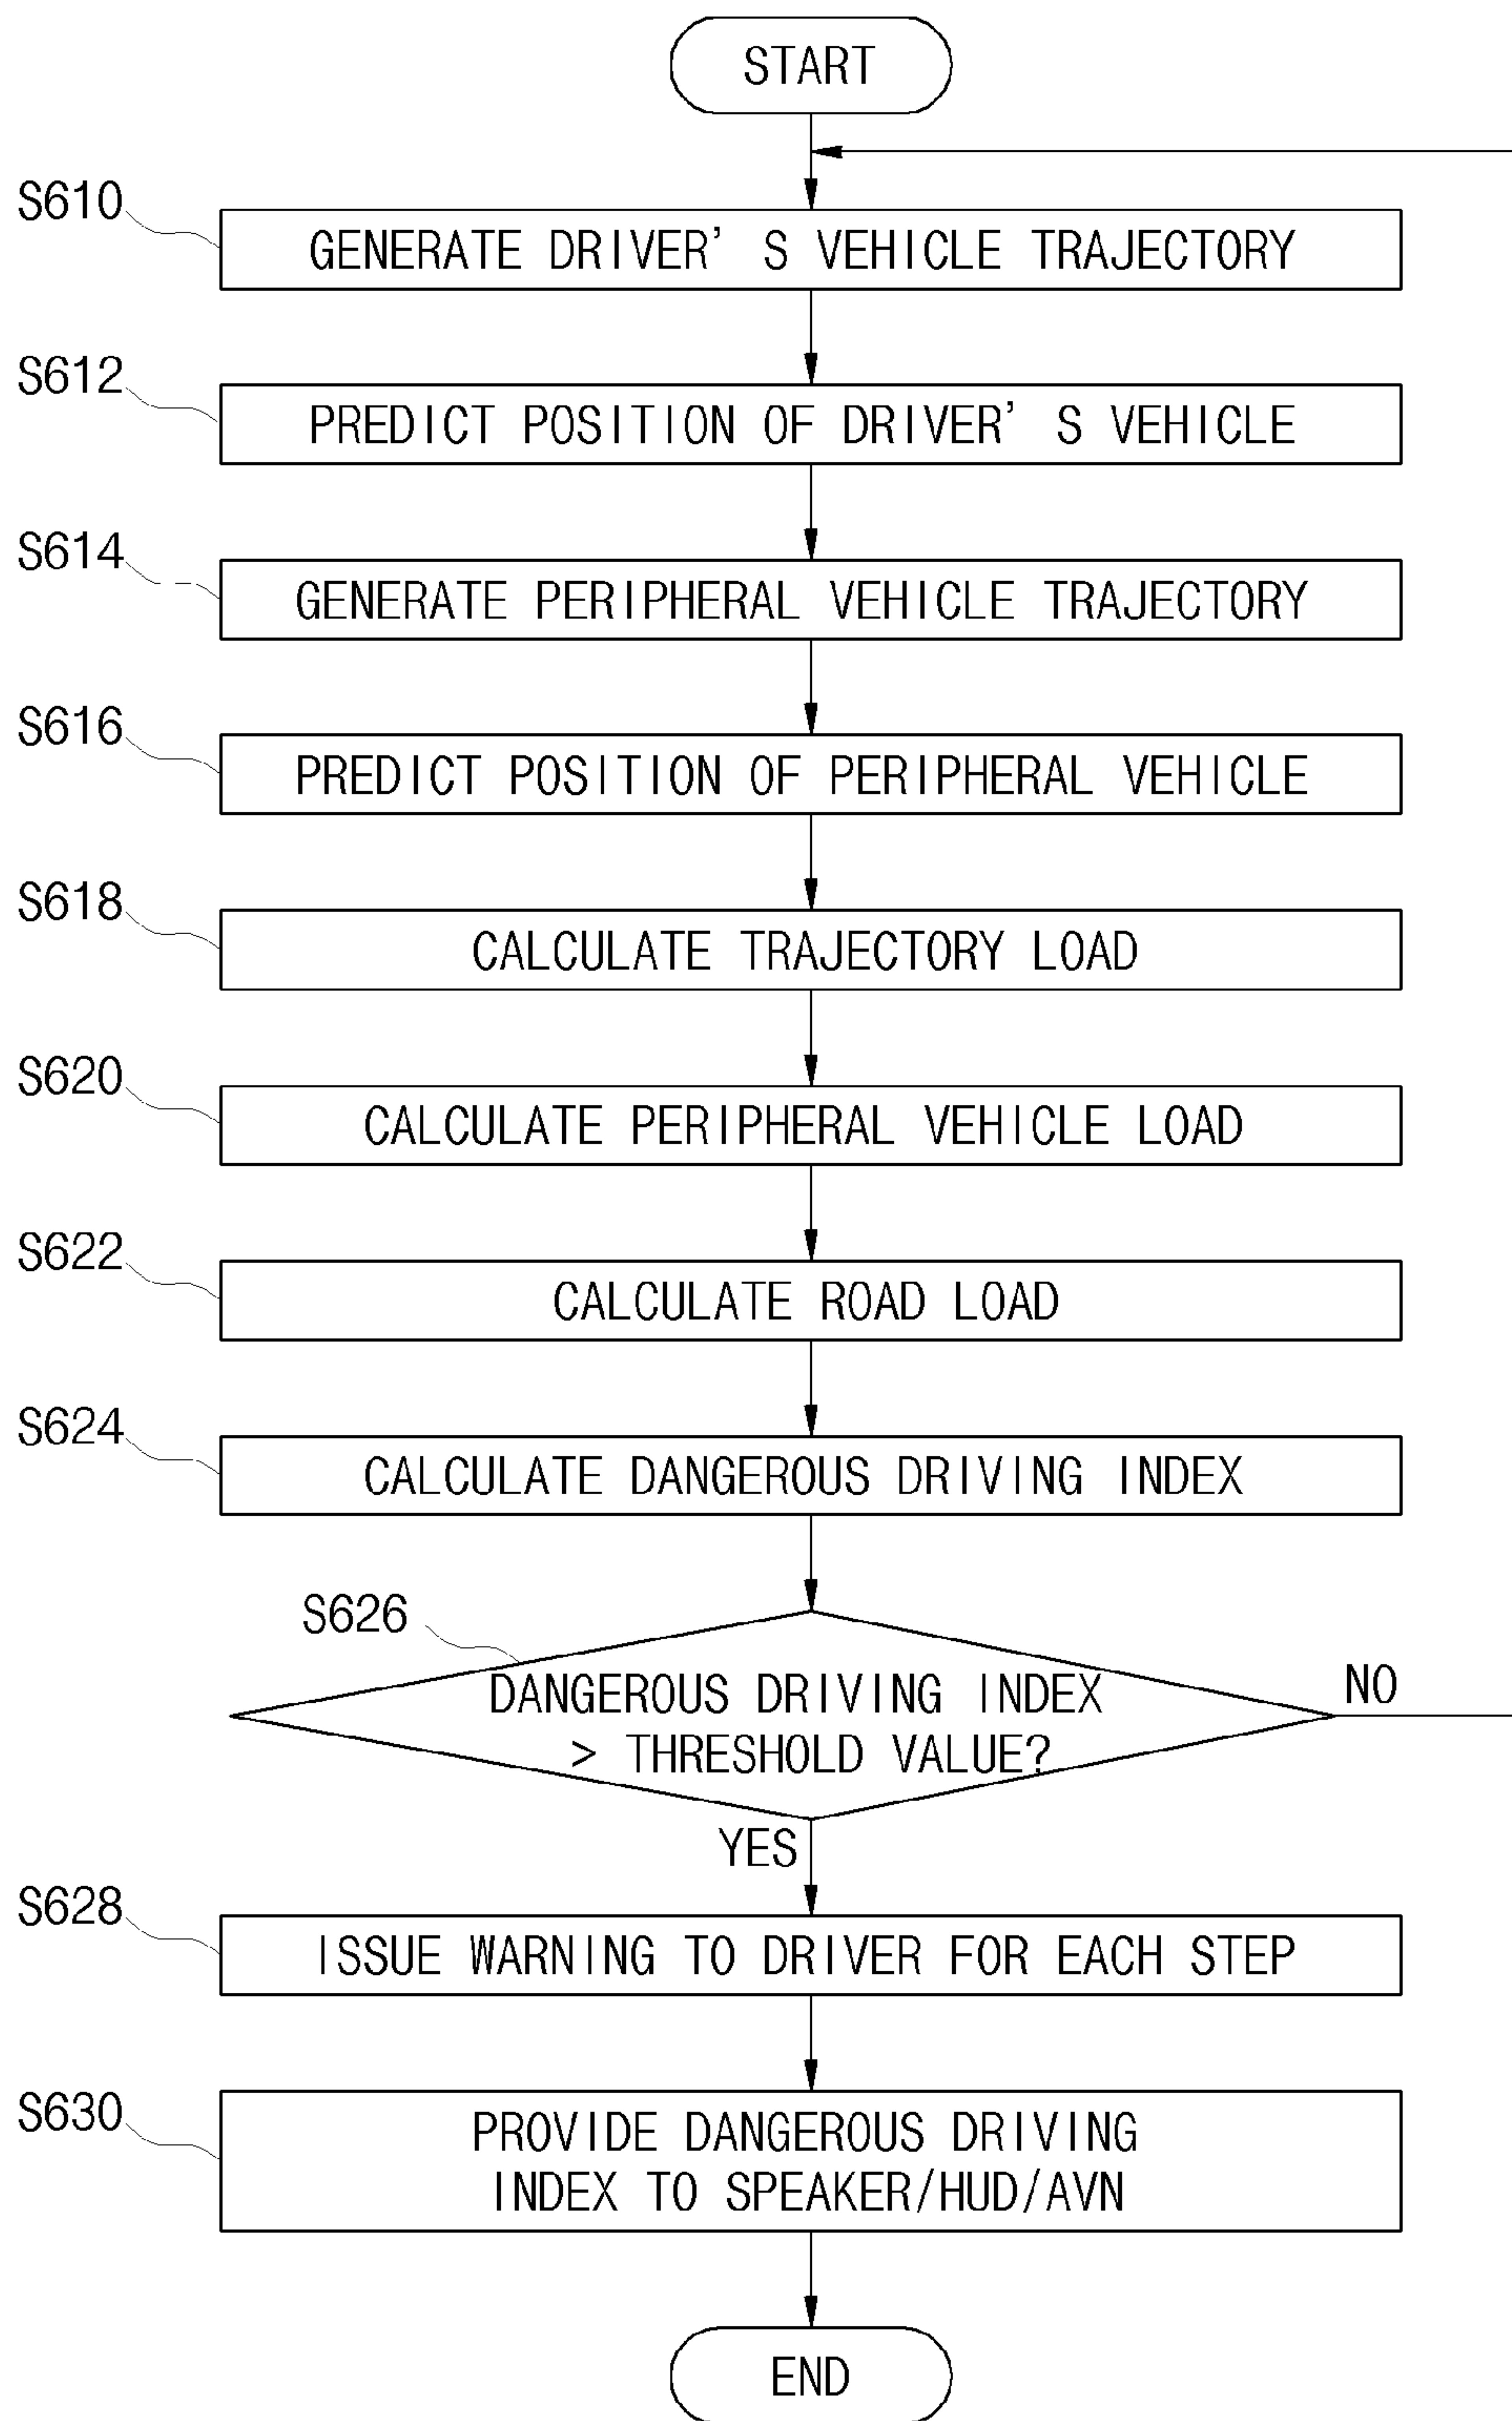 START
S610
GENERATE DRIVER' S VEHICLE TRAJECTORY
S612
PREDICT POSITION OF DRIVER' S VEHICLE
S614
GENERATE PERIPHERAL VEHICLE TRAJECTORY
S616
PREDICT POSITION OF PERIPHERAL VEHICLE
S618
CALCULATE TRAJECTORY LOAD
S620
CALCULATE PERIPHERAL VEHICLE LOAD
S622
CALCULATE ROAD LOAD
S624
CALCULATE DANGEROUS DRIVING INDEX
S626
DANGEROUS DRIVING INDEX
> THRESHOLD VALUE?
NO
YES
S628
ISSUE WARNING TO DRIVER FOR EACH STEP
S630
PROVIDE DANGEROUS DRIVING
INDEX TO SPEAKER/HUD/AVN
END